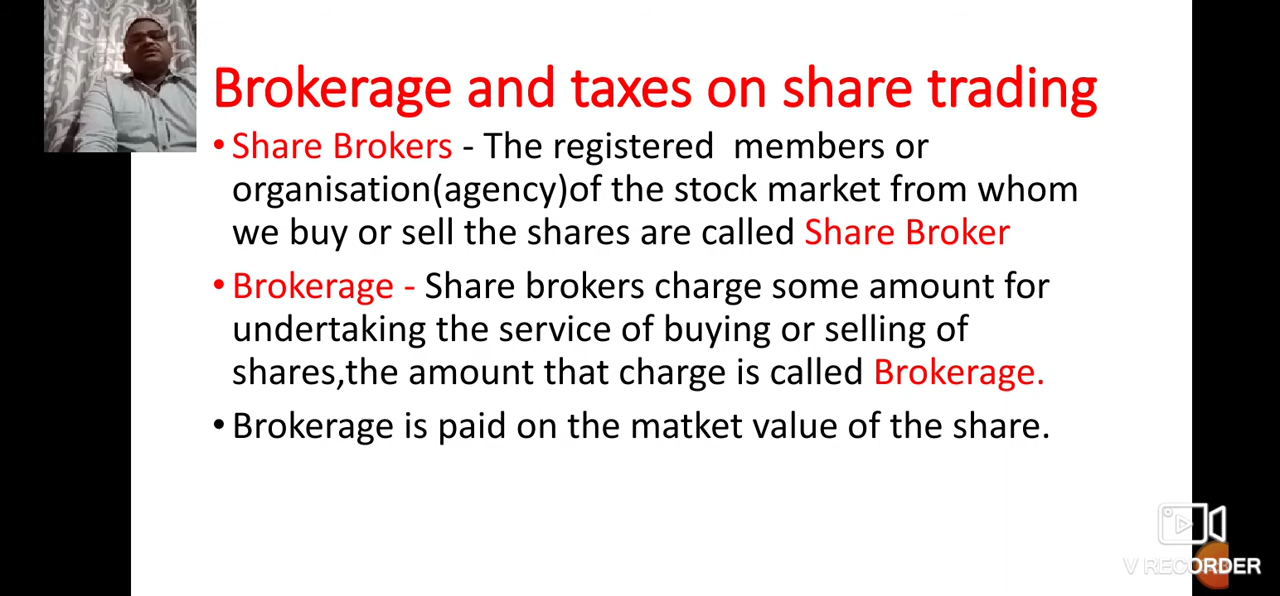 Brokerage and taxes on share trading
• Share Brokers - The registered  members or
organisation(agency)of the stock market from whom
we buy or sell the shares are called Share Broker
• Brokerage - Share brokers charge some amount for
undertaking the service of buying or selling of
shares,the amount that charge is called Brokerage.
• Brokerage is paid on the matket value of the share.
V RECORDER